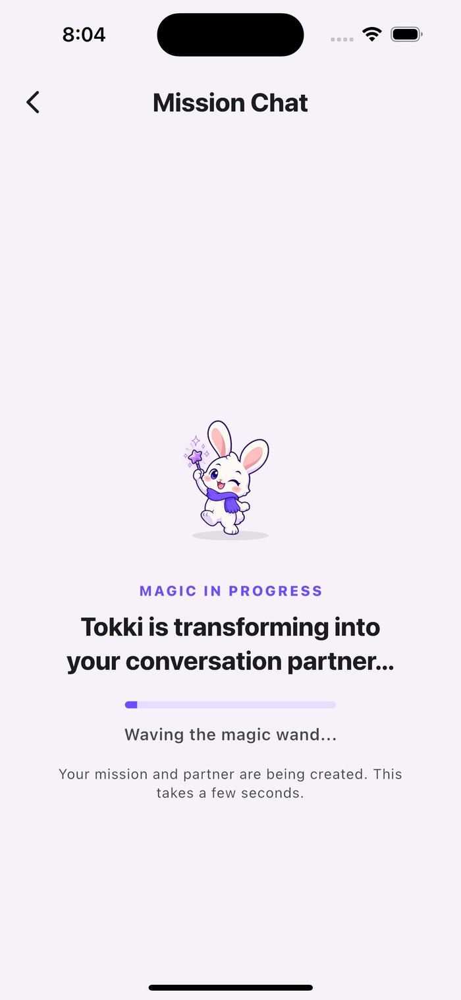 8:04
Mission Chat
MAGIC IN PROGRESS
Tokki is transforming into
your conversation partner...
Waving the magic wand...
Your mission and partner are being created. This
takes a few seconds.